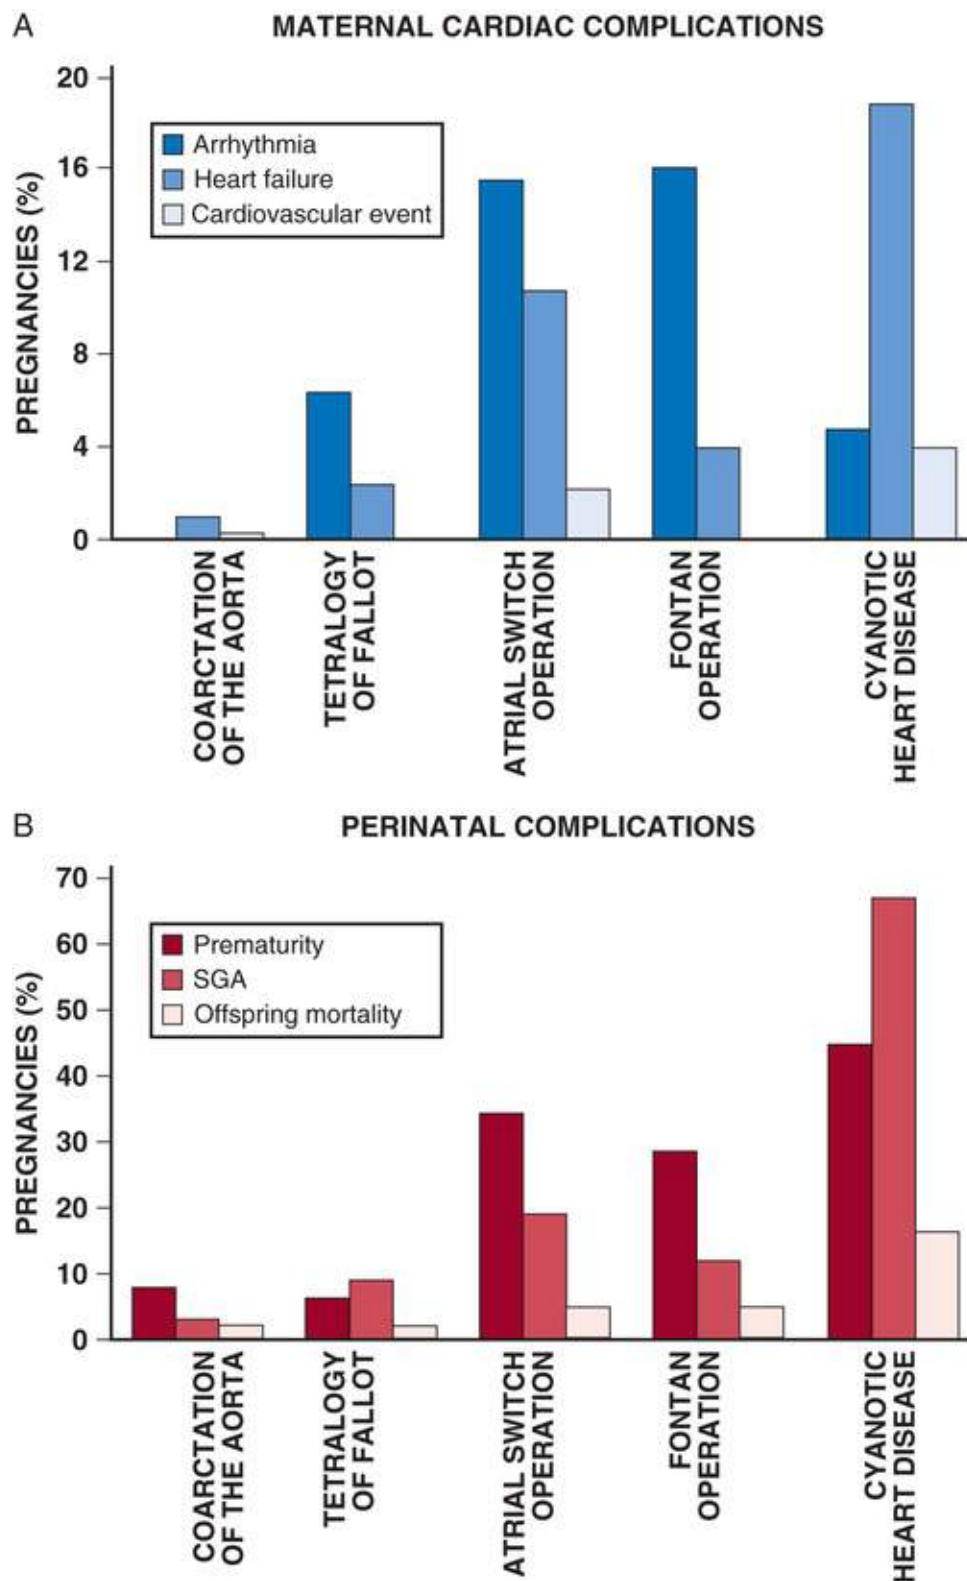 A
MATERNAL CARDIAC COMPLICATIONS
PREGNANCIES (%)
20
16
12
8
4
0
Arrhythmia
Heart failure
Cardiovascular event
COARCTATION
OF THE AORTA
TETRALOGY
OF FALLOT
ATRIAL SWITCH
OPERATION
FONTAN
OPERATION
CYANOTIC
HEART DISEASE
B
PERINATAL COMPLICATIONS
PREGNANCIES (%)
70
60
50
40
30
20
10
0
Prematurity
SGA
Offspring mortality
COARCTATION
OF THE AORTA
TETRALOGY
OF FALLOT
ATRIAL SWITCH
OPERATION
FONTAN
OPERATION
CYANOTIC
HEART DISEASE